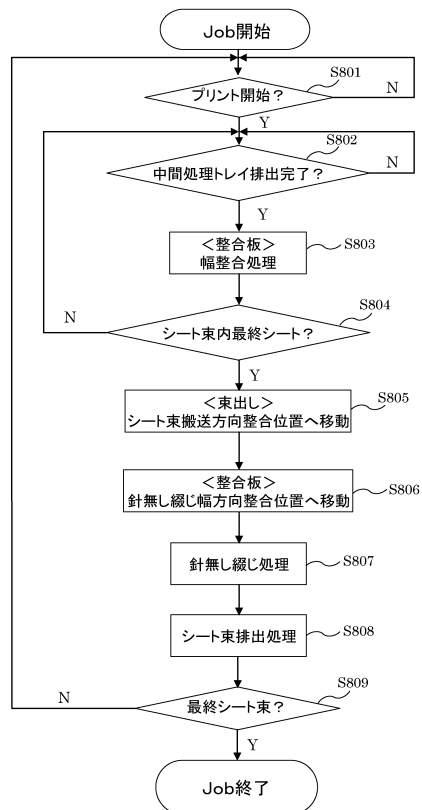 Job開始
S801
プリント開始?
N
Y
S802
中間処理トレイ排出完了?
N
Y
<整合板>
幅整合処理
S803
S804
N
シート束内最終シート?
Y
<束出し>
シート束搬送方向整合位置へ移動
S805
<整合板>
針無し綴じ幅方向整合位置へ移動
S806
針無し綴じ処理
S807
シート束排出処理
S808
S809
N
最終シート束?
Y
Job終了